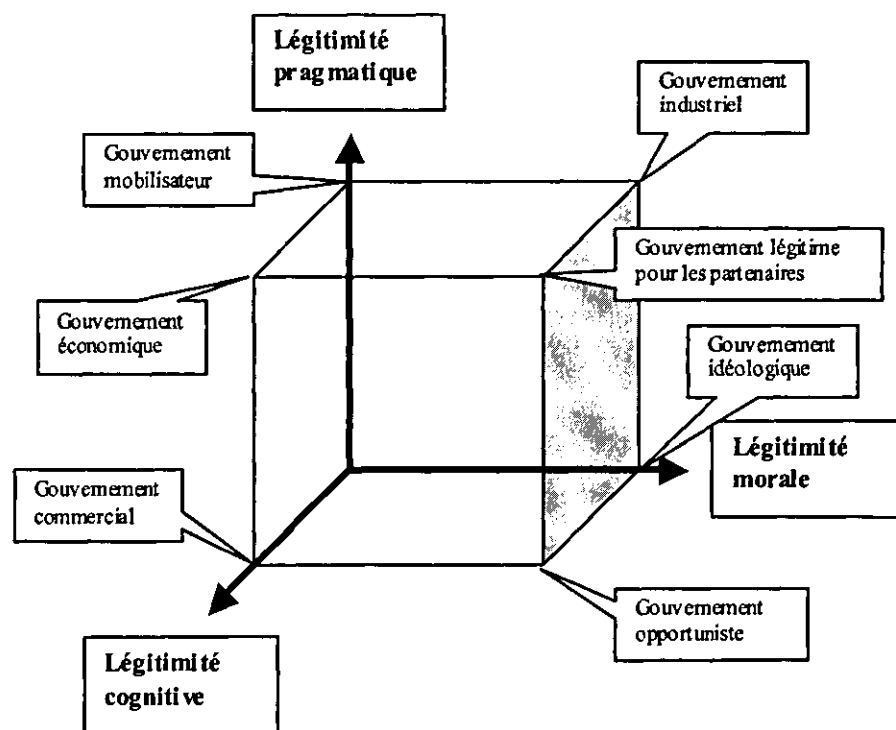 Légitimité
pragmatique
Gouvernement
industriel
Gouvernement
mobilisateur
Gouvernement légitime
pour les partenaires
Gouvernement
économique
Gouvernement
idéologique
Légitimité
morale
Gouvernement
commercial
Gouvernement
opportuniste
Légitimité
cognitive